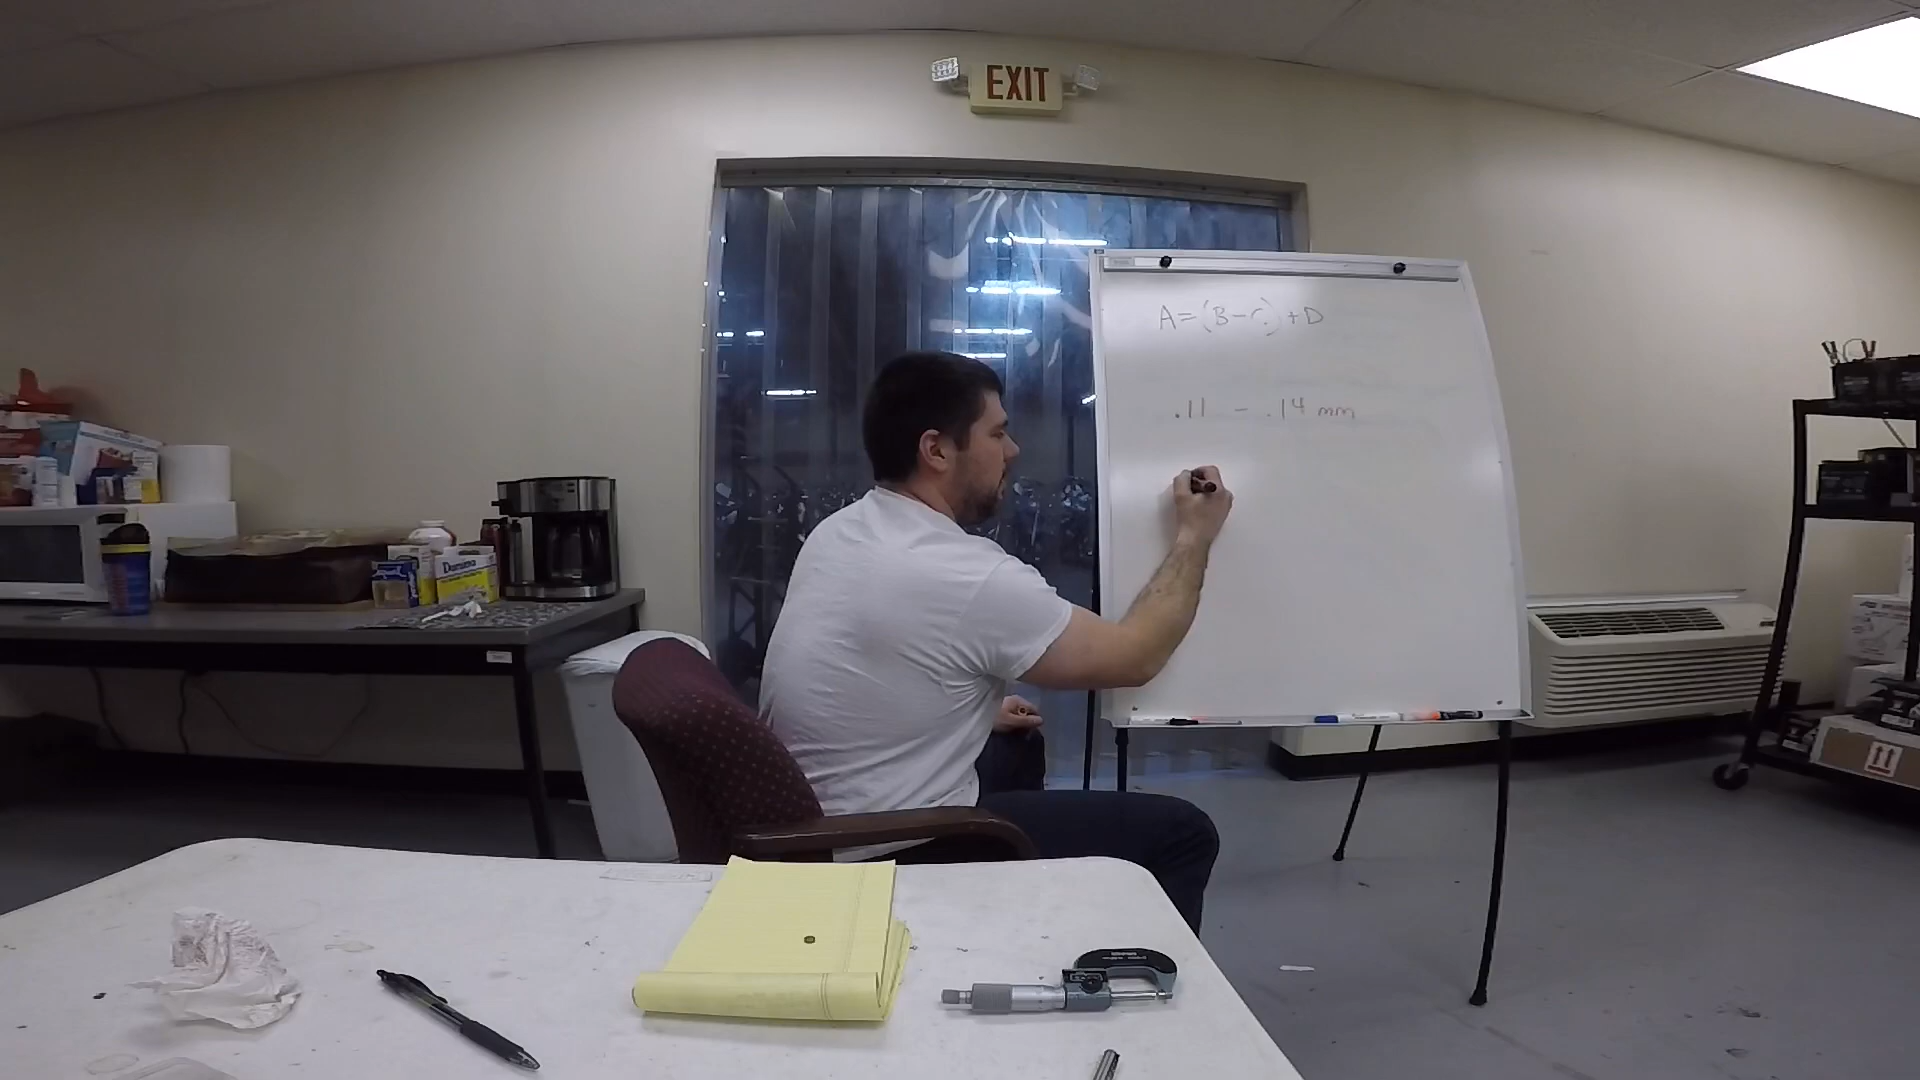 EXIT
A=(B-C)+D
.11 - .14 mm
Domino